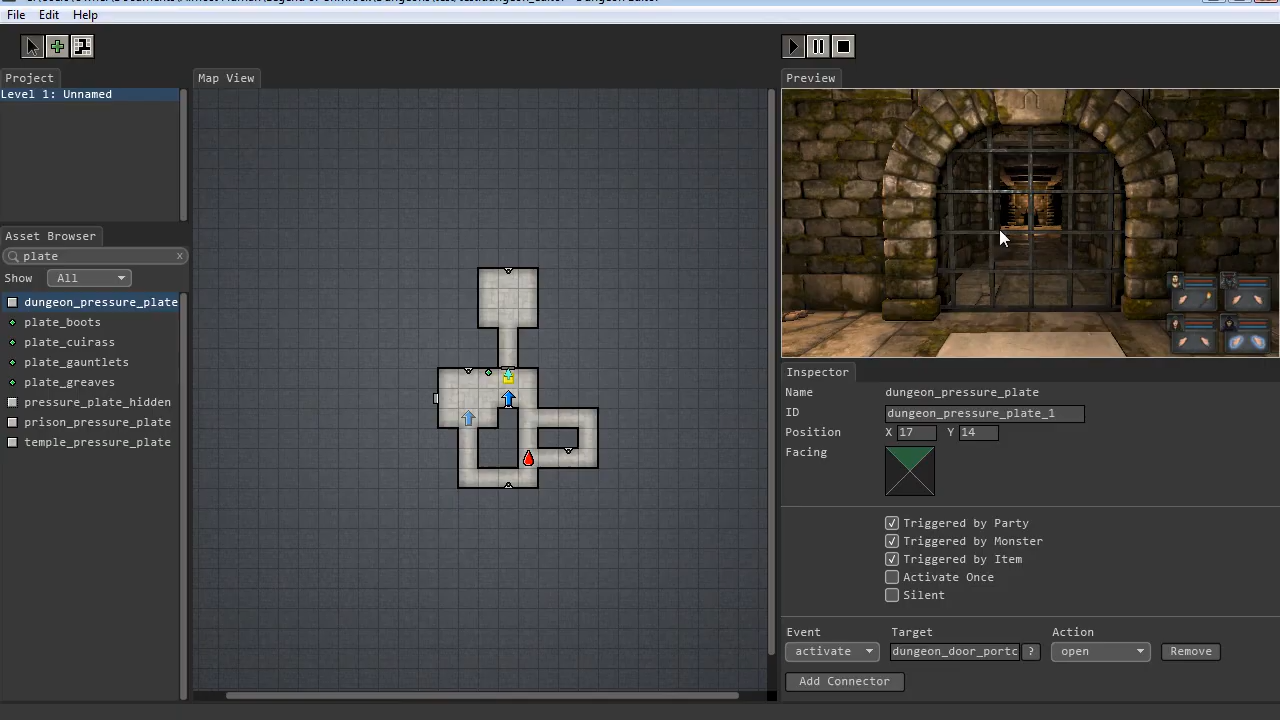 File Edit Help
Project
Level 1: Unnamed
Map View
Preview
Asset Browser
plate x
Show All
dungeon_pressure_plate
plate_boots
plate_cuirass
plate_gauntlets
plate_greaves
pressure_plate_hidden
prison_pressure_plate
temple_pressure_plate
Inspector
Name dungeon_pressure_plate
ID dungeon_pressure_plate_1
Position X 17 Y 14
Facing
Triggered by Party
Triggered by Monster
Triggered by Item
Activate Once
Silent
Event Target Action
activate dungeon_door_portc ? open Remove
Add Connector